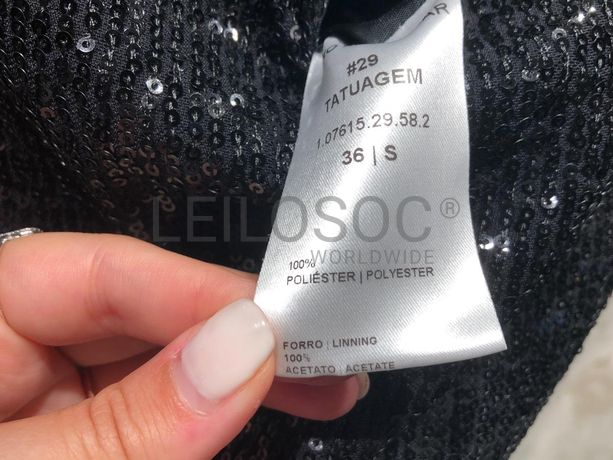 #29
TATUAGEM
1.07615.29.58.2
36 | S
LEILOSOC®
WORLDWIDE
100%
POLIÉSTER | POLYESTER
FORRO | LINNING
100%
ACETATO | ACETATE